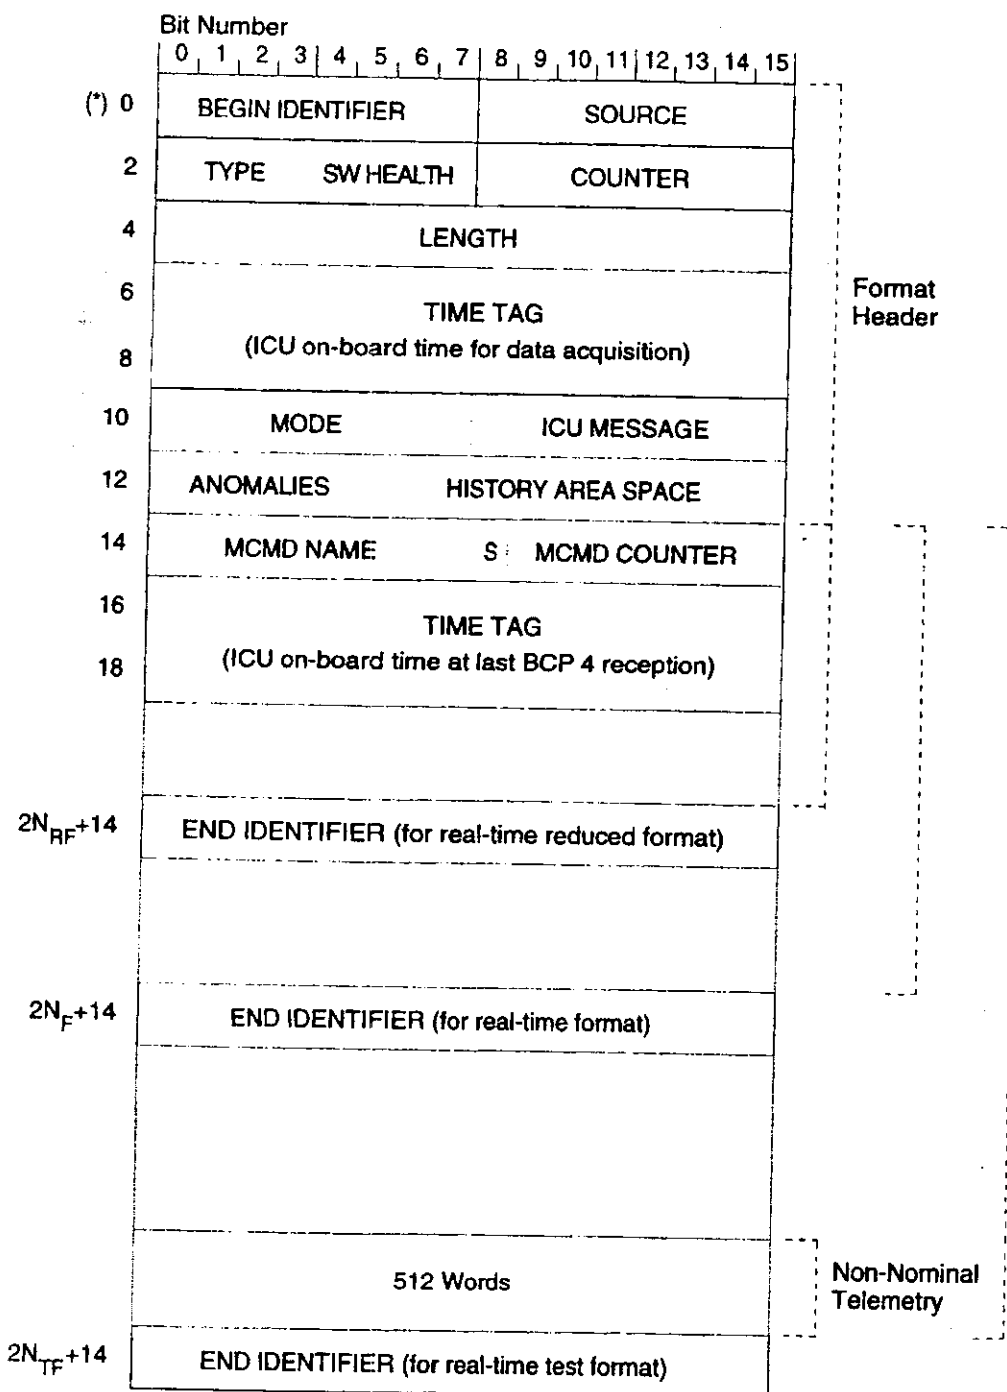 Bit Number
0 1 2 3 4 5 6 7 8 9 10 11 12 13 14 15
(*) 0 BEGIN IDENTIFIER SOURCE
2 TYPE SW HEALTH COUNTER
4 LENGTH
6 TIME TAG
8 (ICU on-board time for data acquisition)
Format
Header
10 MODE ICU MESSAGE
12 ANOMALIES HISTORY AREA SPACE
14 MCMD NAME S MCMD COUNTER
16 TIME TAG
18 (ICU on-board time at last BCP 4 reception)
2N_RF+14 END IDENTIFIER (for real-time reduced format)
2N_F+14 END IDENTIFIER (for real-time format)
512 Words
Non-Nominal
Telemetry
2N_TF+14 END IDENTIFIER (for real-time test format)